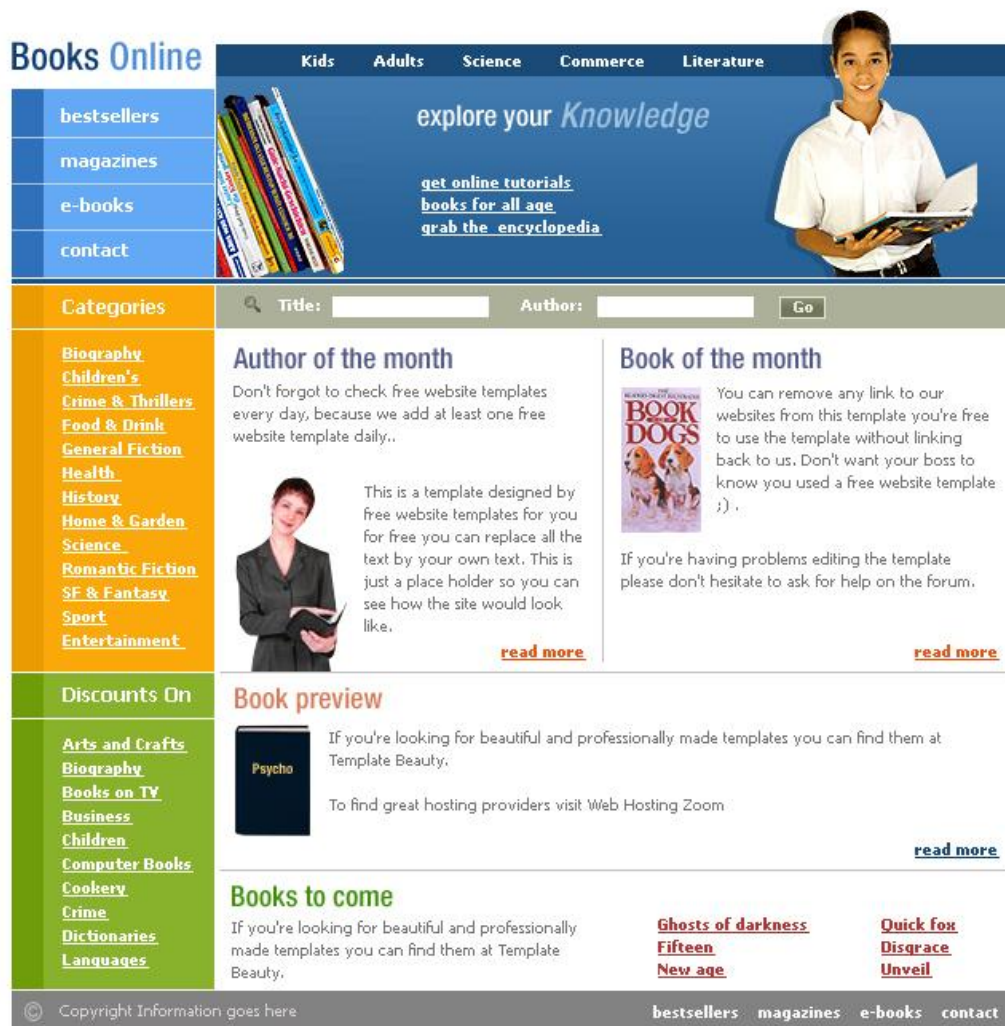 Books Online
Kids Adults Science Commerce Literature
bestsellers
magazines
e-books
contact
explore your Knowledge
get online tutorials
books for all age
grab the encyclopedia
Categories
Title:
Author:
Go
Biography
Children's
Crime & Thrillers
Food & Drink
General Fiction
Health
History
Home & Garden
Science
Romantic Fiction
SF & Fantasy
Sport
Entertainment
Author of the month
Don't forgot to check free website templates
every day, because we add at least one free
website template daily..
This is a template designed by
free website templates for you
for free you can replace all the
text by your own text. This is
just a place holder so you can
see how the site would look
like.
read more
Book of the month
BOOK
DOGS
You can remove any link to our
websites from this template you're free
to use the template without linking
back to us. Don't want your boss to
know you used a free website template
;) .
If you're having problems editing the template
please don't hesitate to ask for help on the forum.
read more
Discounts On
Arts and Crafts
Biography
Books on TV
Business
Children
Computer Books
Cookery
Crime
Dictionaries
Languages
Book preview
Psycho
If you're looking for beautiful and professionally made templates you can find them at
Template Beauty.
To find great hosting providers visit Web Hosting Zoom
read more
Books to come
If you're looking for beautiful and professionally
made templates you can find them at Template
Beauty.
Ghosts of darkness
Fifteen
New age
Quick fox
Disgrace
Unveil
© Copyright Information goes here
bestsellers magazines e-books contact